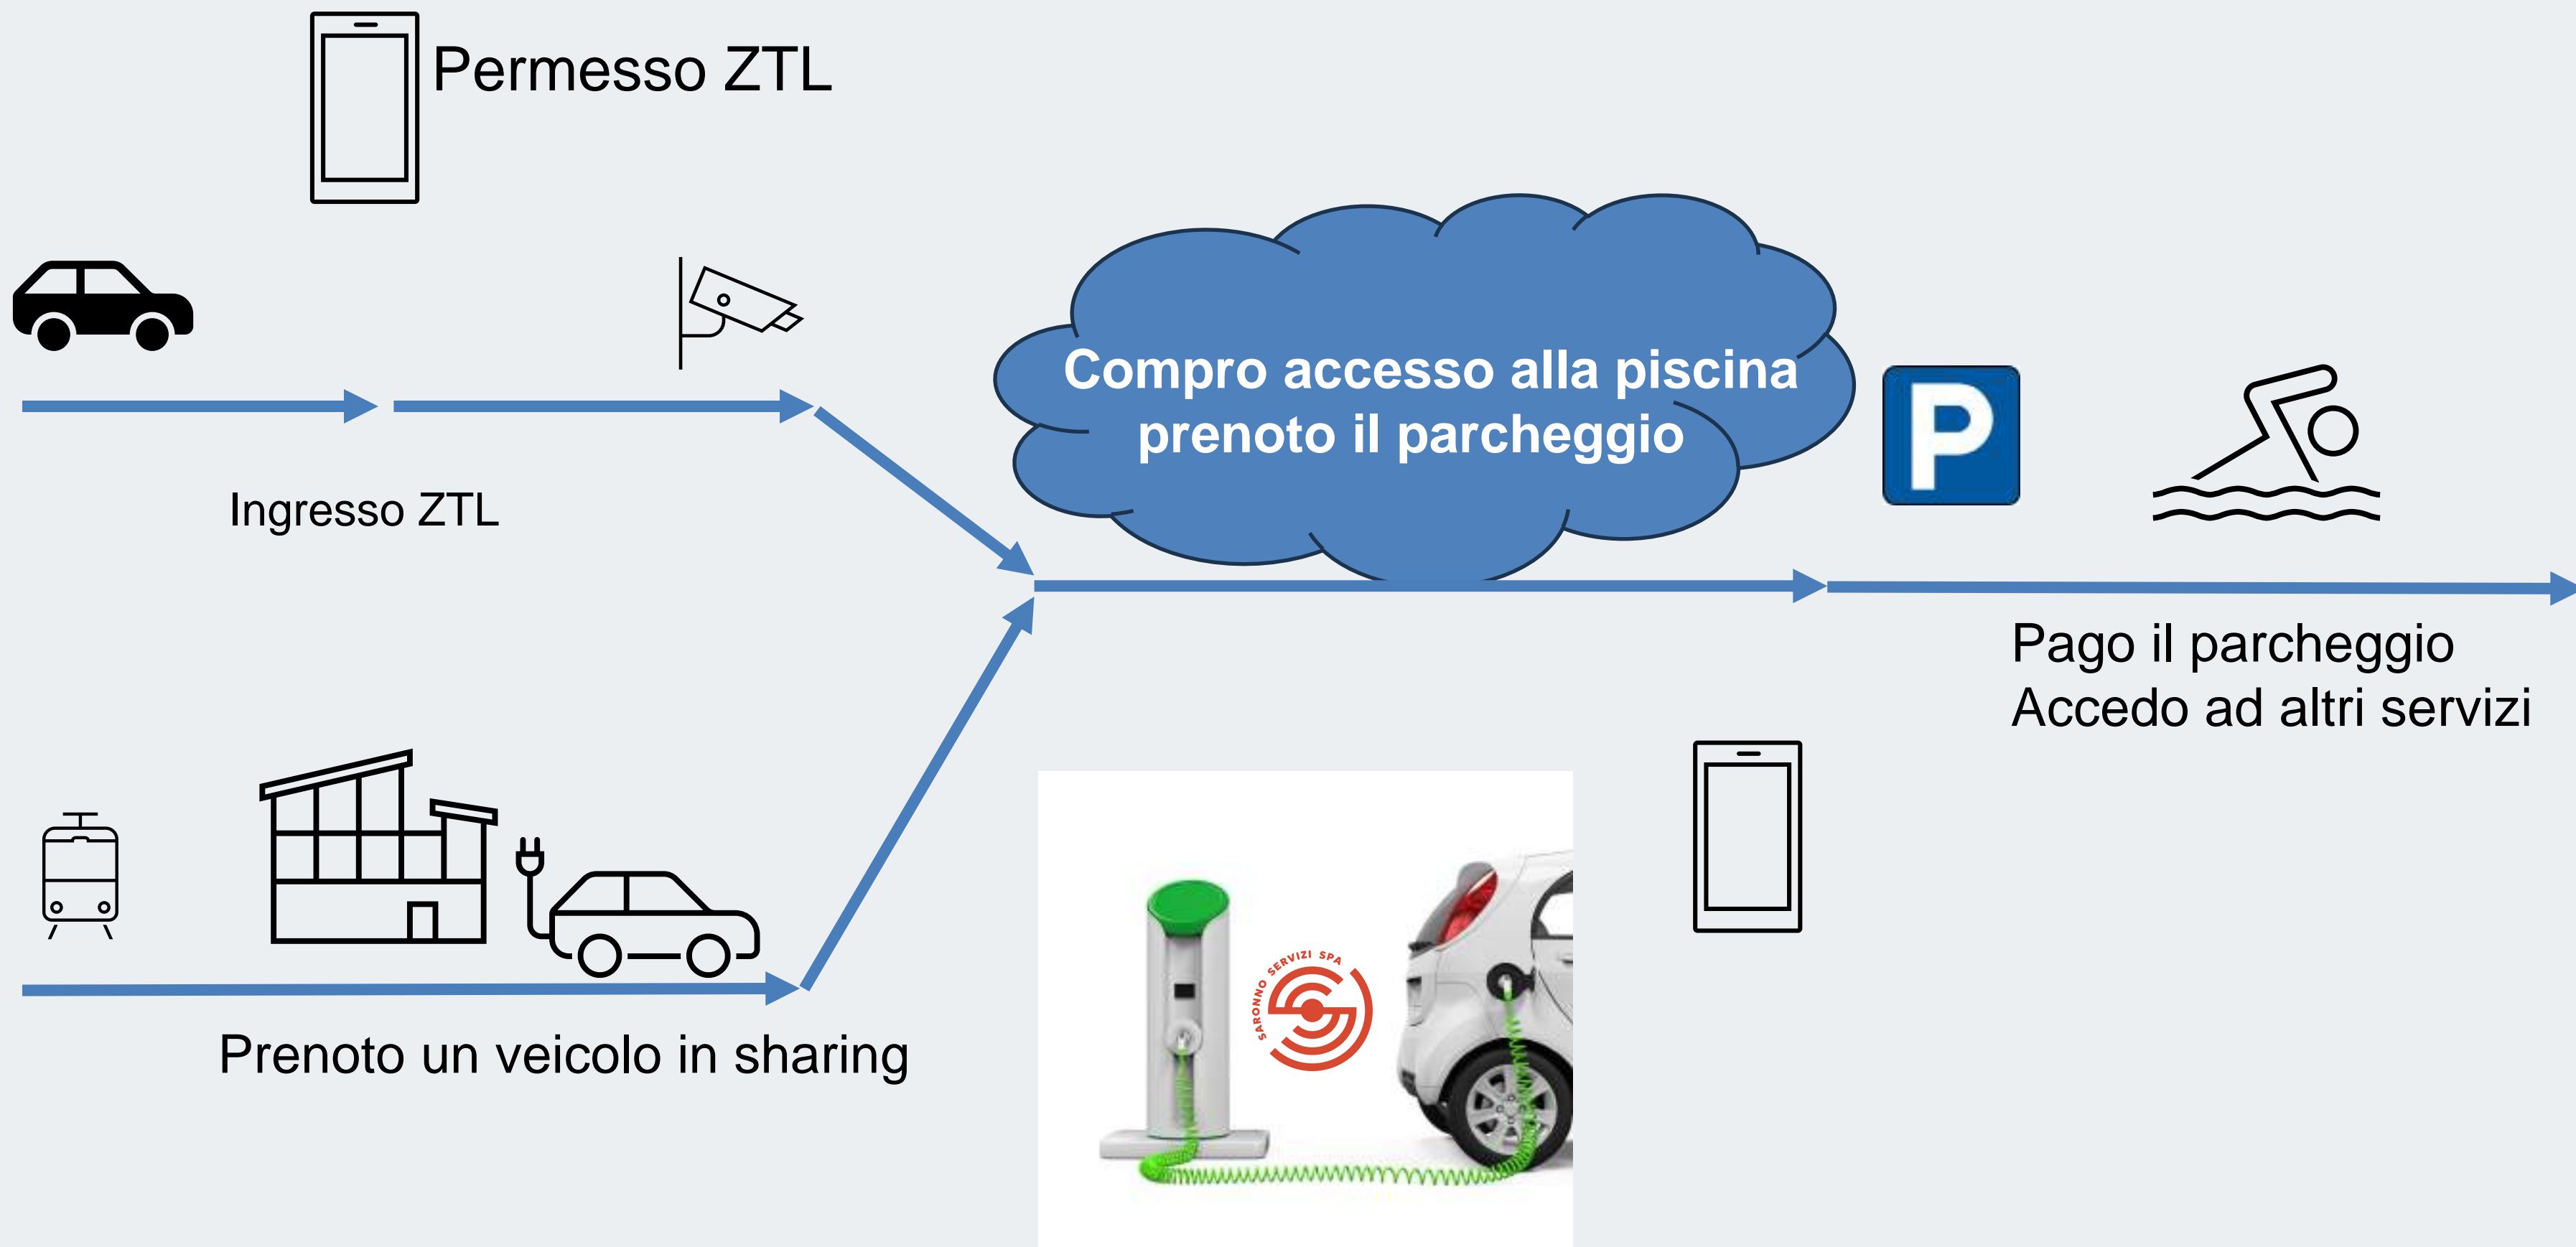 Permesso ZTL
Compro accesso alla piscina
prenoto il parcheggio
P
Ingresso ZTL
Pago il parcheggio
Accedo ad altri servizi
SARONNO SERVIZI SPA
Prenoto un veicolo in sharing